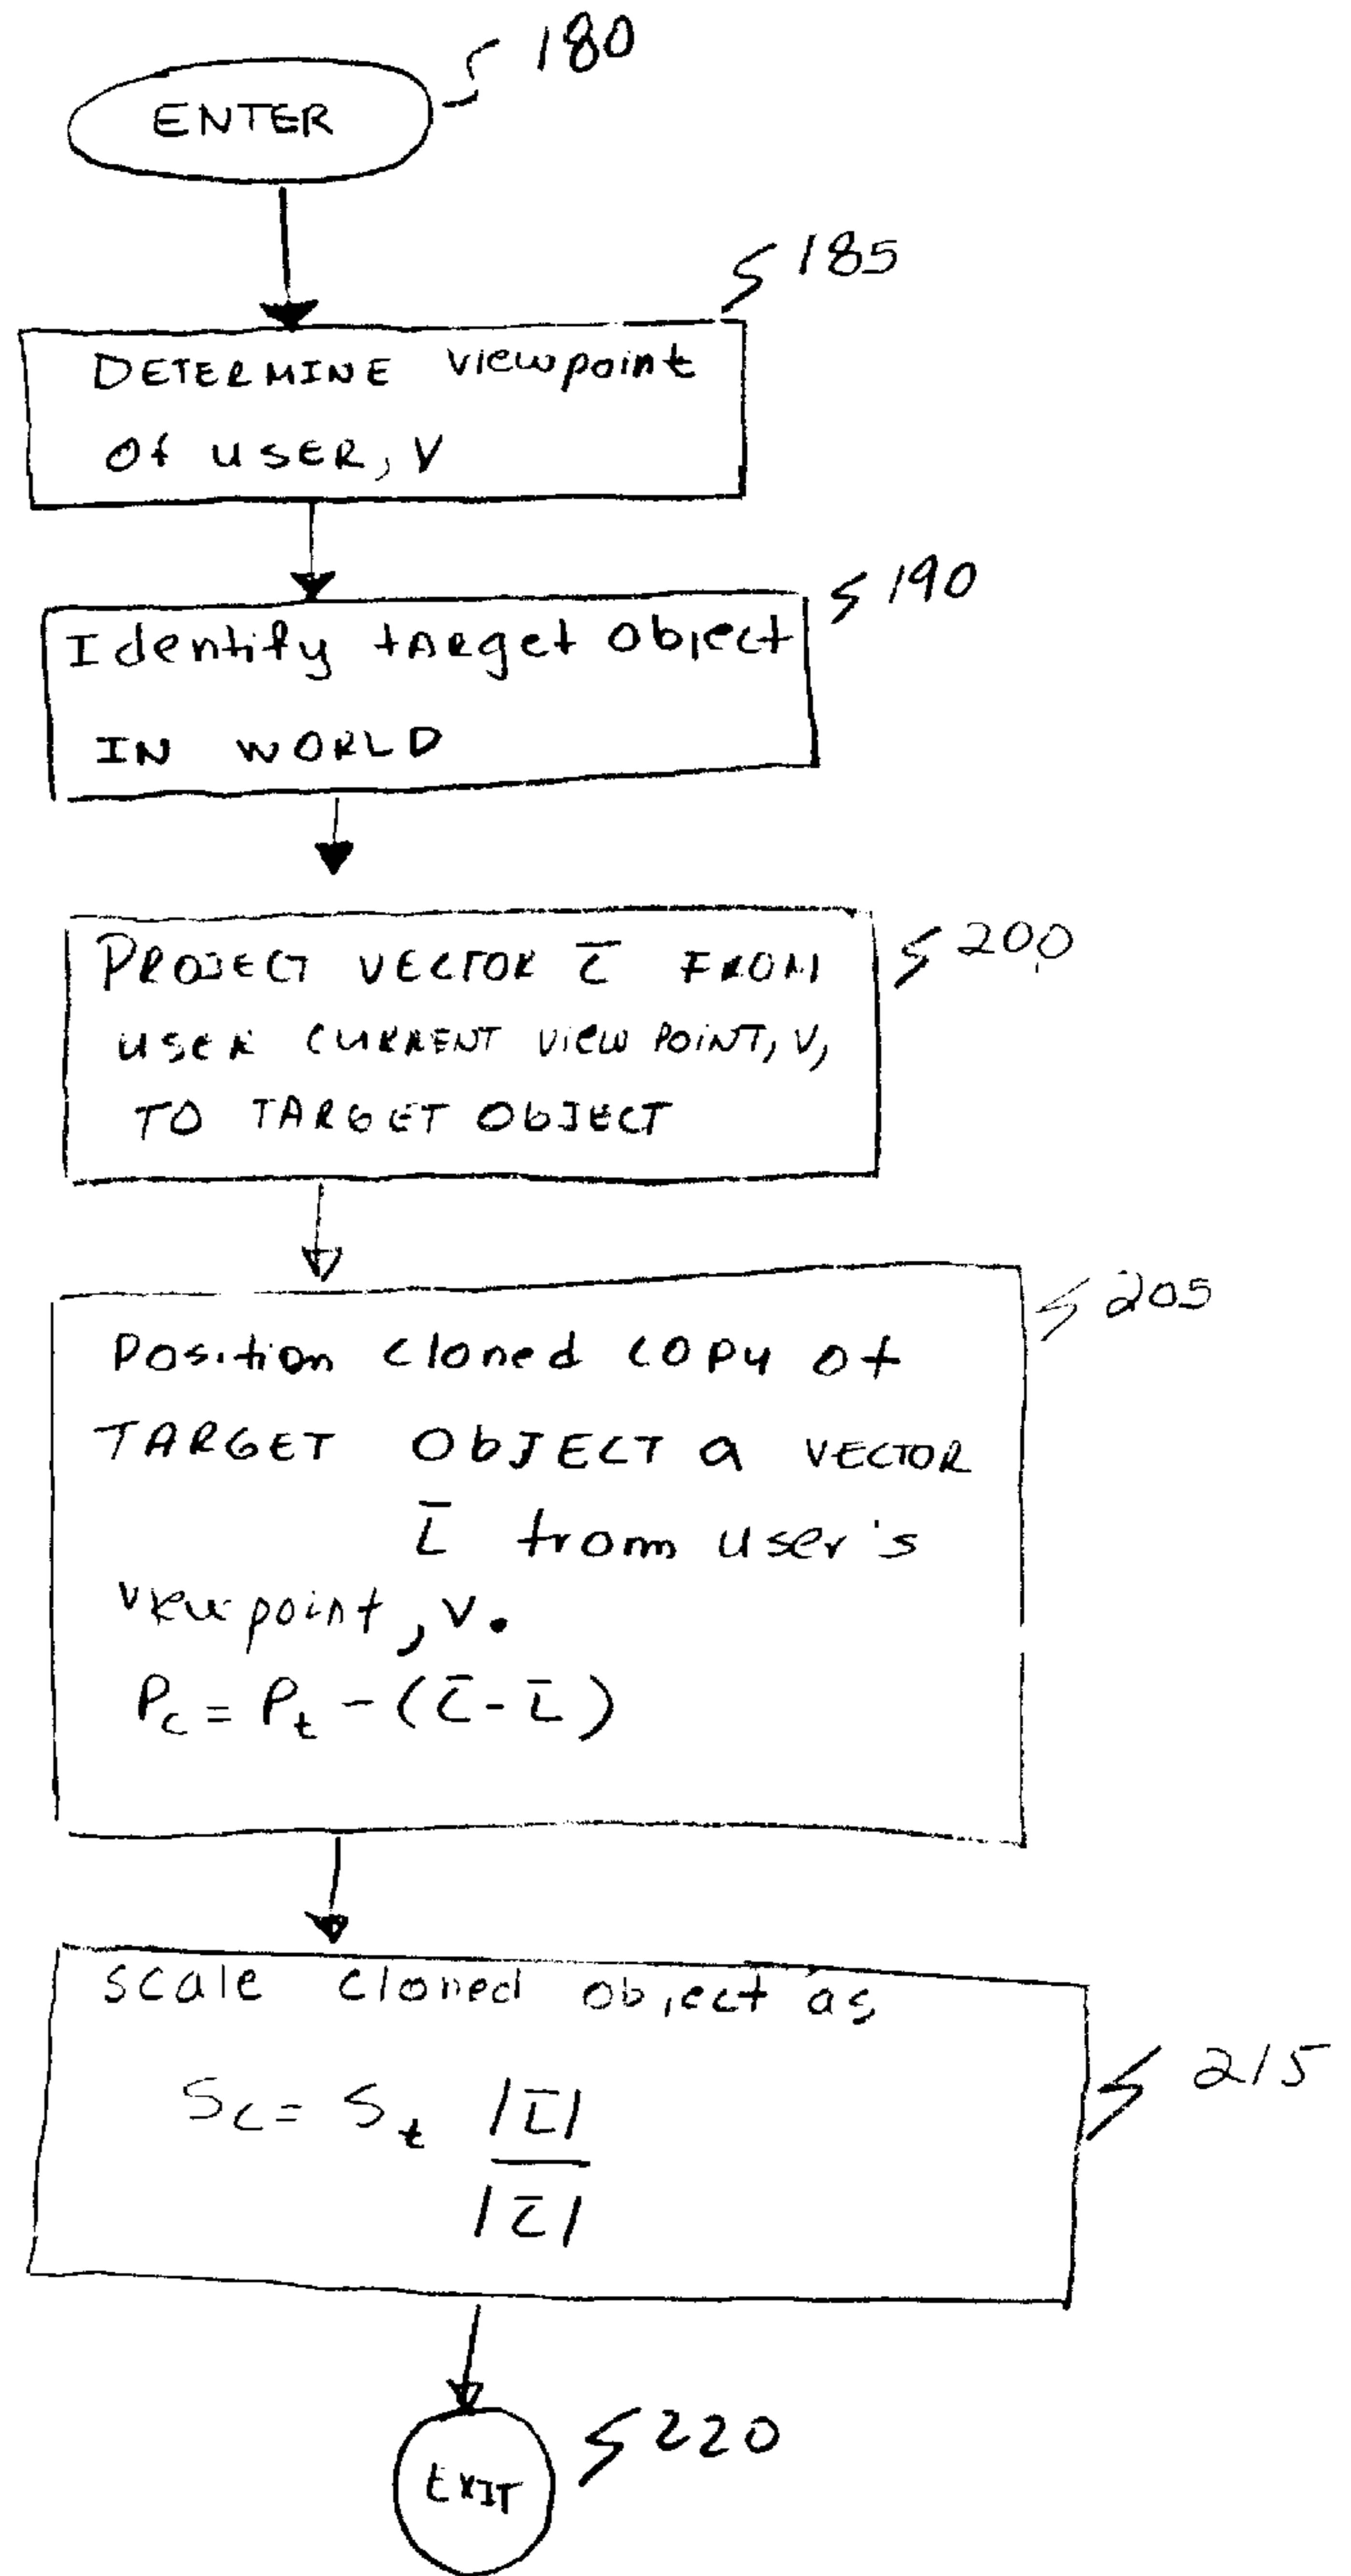 180
ENTER
185
DETERMINE viewpoint
Of USER, V
190
Identify tARget Object
IN WORLD
200
PROJECT VECTOR C̅ FROM
USER CURRENT VIEW POINT, V,
TO TARGET ObJECT
205
Position cloned copy of
TARGET ObJECT a VECTOR
L̅ from user's
viewpoint, V.
Pc = Pt - (C̅ - L̅)
scale cloned object as
215
Sc = St |L̅|
|C̅|
220
EXIT